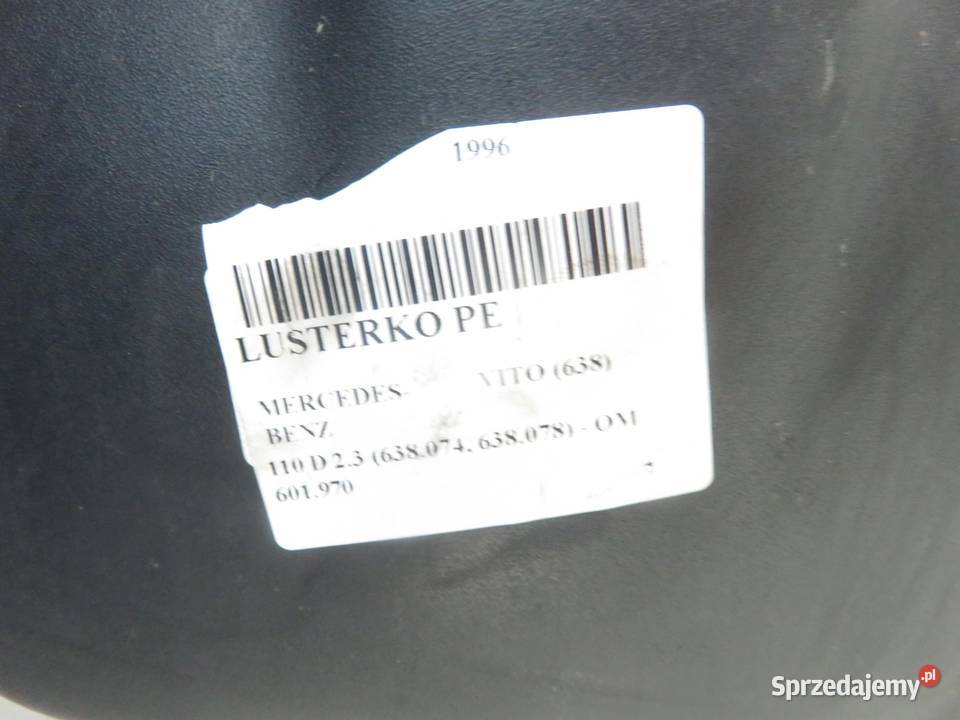 1996
LUSTERKO PE
MERCEDES-BENZ VITO (638)
110 D 2.3 (638.074, 638.078) - OM
601.970
Sprzedajemy.pl